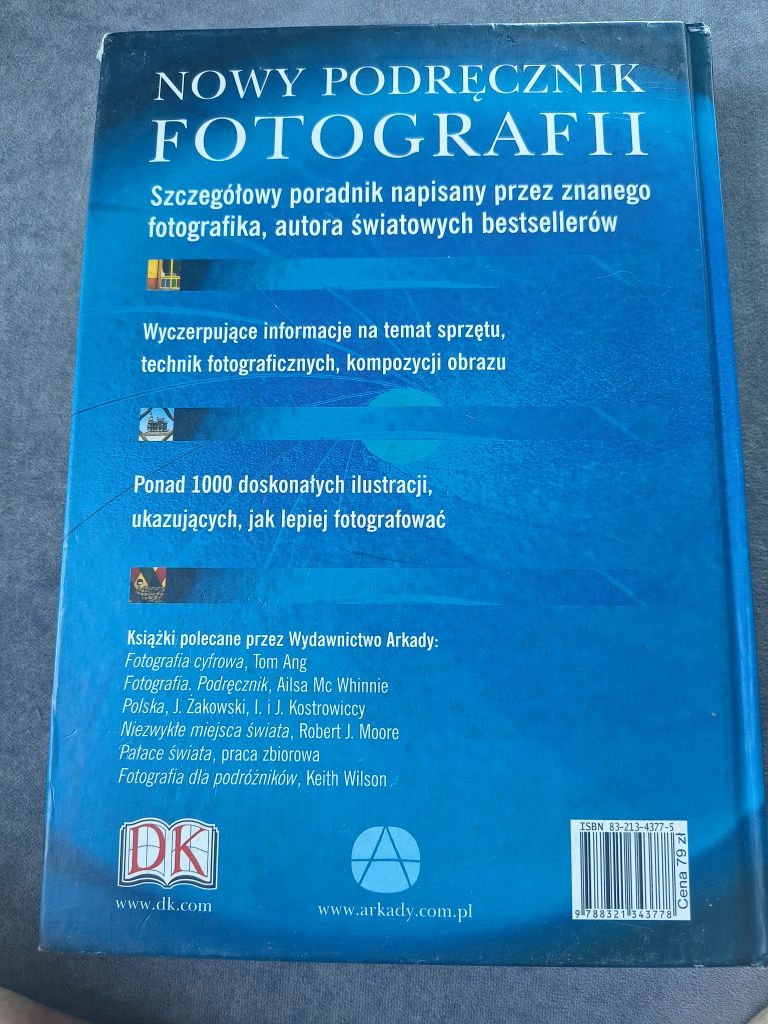 NOWY PODRĘCZNIK
FOTOGRAFII
Szczegółowy poradnik napisany przez znanego
fotografika, autora światowych bestsellerów
Wyczerpujące informacje na temat sprzętu,
technik fotograficznych, kompozycji obrazu
Ponad 1000 doskonałych ilustracji,
ukazujących, jak lepiej fotografować
Książki polecane przez Wydawnictwo Arkady:
Fotografia cyfrowa, Tom Ang
Fotografia. Podręcznik, Ailsa Mc Whinnie
Polska, J. Żakowski, I. i J. Kostrowiccy
Niezwykłe miejsca świata, Robert J. Moore
Pałace świata, praca zbiorowa
Fotografia dla podróżników, Keith Wilson
DK
www.dk.com
A
www.arkady.com.pl
ISBN 83-213-4377-5
9 788321 343778
Cena 79 zł